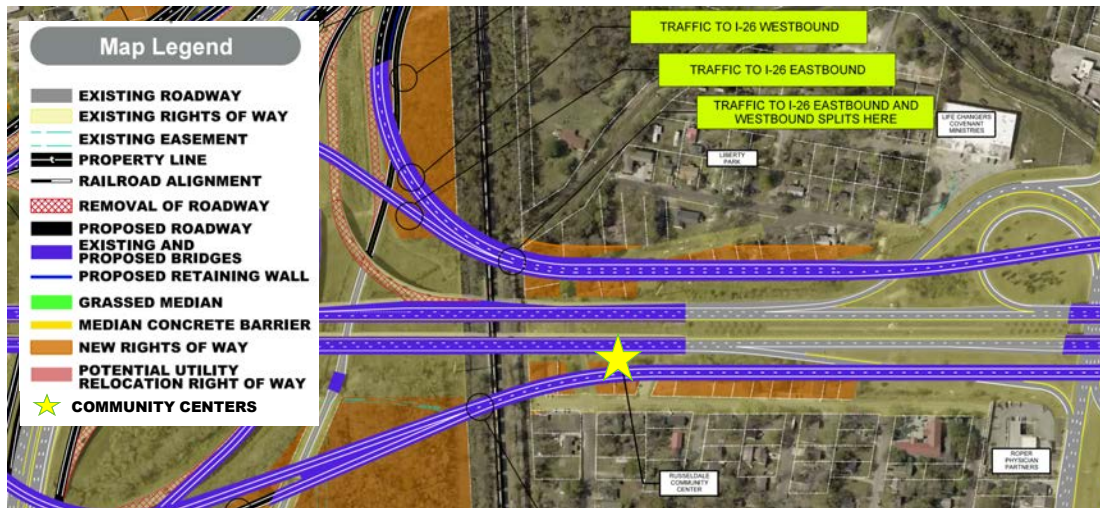 Map Legend
EXISTING ROADWAY
EXISTING RIGHTS OF WAY
EXISTING EASEMENT
PROPERTY LINE
RAILROAD ALIGNMENT
REMOVAL OF ROADWAY
PROPOSED ROADWAY
EXISTING AND
PROPOSED BRIDGES
PROPOSED RETAINING WALL
GRASSED MEDIAN
MEDIAN CONCRETE BARRIER
NEW RIGHTS OF WAY
POTENTIAL UTILITY
RELOCATION RIGHT OF WAY
COMMUNITY CENTERS
TRAFFIC TO I-26 WESTBOUND
TRAFFIC TO I-26 EASTBOUND
TRAFFIC TO I-26 EASTBOUND AND
WESTBOUND SPLITS HERE
LIFE CHANGERS
COVENANT
MINISTRIES
LIBERTY
PARK
RUSSELDALE
COMMUNITY
CENTER
ROPER
PHYSICIAN
PARTNERS